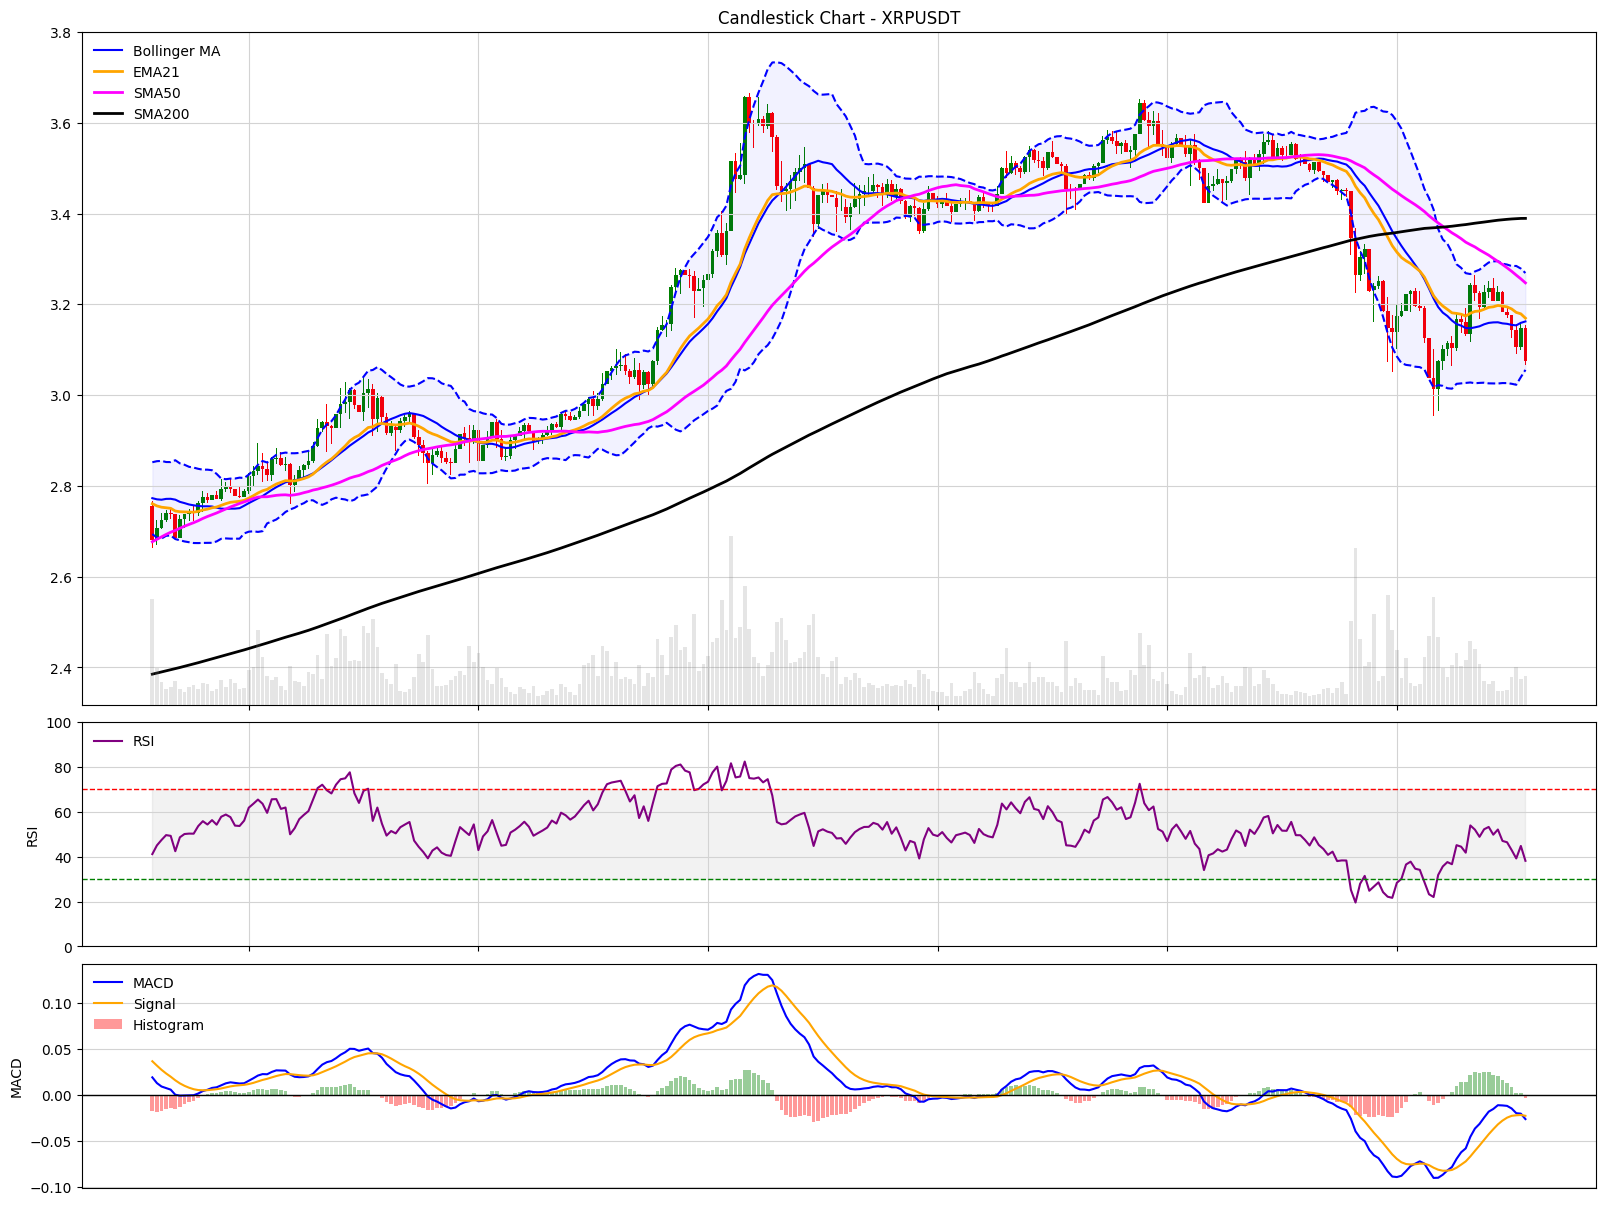 Candlestick Chart - XRPUSDT
3.8
3.6
3.4
3.2
3.0
2.8
2.6
2.4
Bollinger MA
EMA21
SMA50
SMA200
100
80
60
40
20
0
RSI
RSI
0.10
0.05
0.00
−0.05
−0.10
MACD
MACD
Signal
Histogram